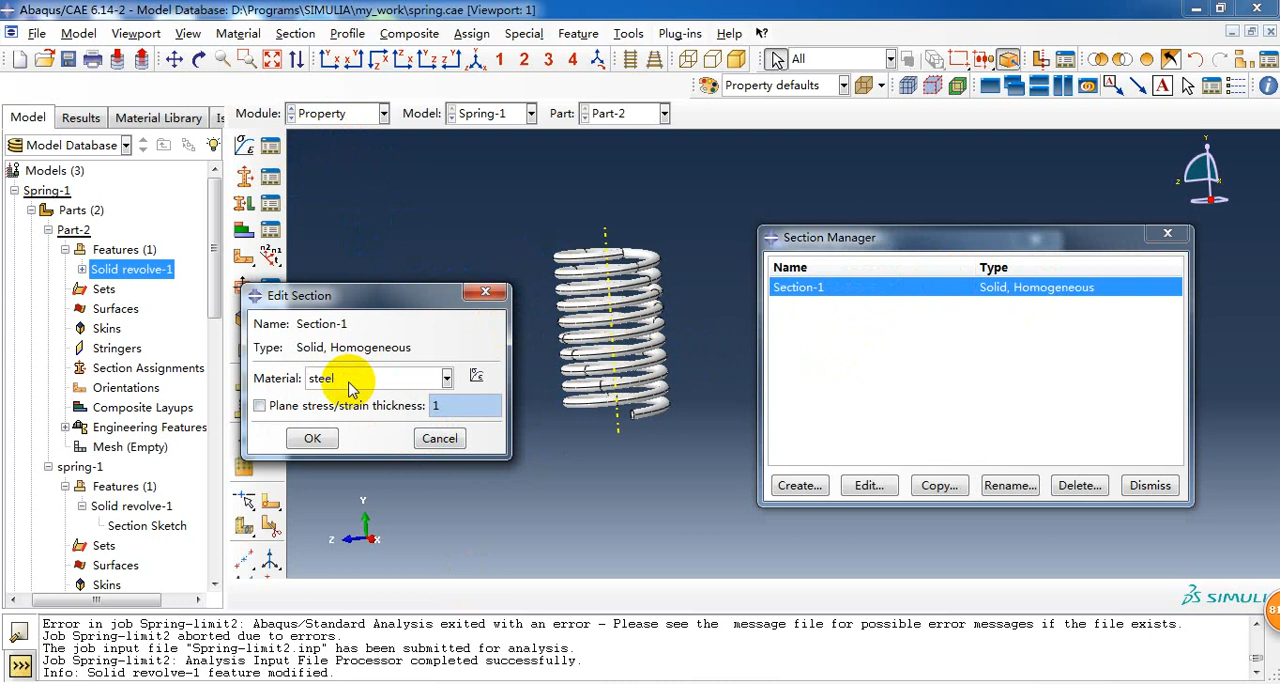 Abaqus/CAE 6.14-2 - Model Database: D:\Programs\SIMULIA\my_work\spring.cae [Viewport: 1]
File Model Viewport View Material Section Profile Composite Assign Special Feature Tools Plug-ins Help
1 2 3 4 All
Property defaults A
Model Results Material Library Module: Property Model: Spring-1 Part: Part-2
Model Database
Models (3)
Spring-1
Parts (2)
Part-2
Features (1)
Solid revolve-1
Sets
Surfaces
Skins
Stringers
Section Assignments
Orientations
Composite Layups
Engineering Features
Mesh (Empty)
spring-1
Features (1)
Solid revolve-1
Section Sketch
Sets
Surfaces
Skins
Edit Section
Name: Section-1
Type: Solid, Homogeneous
Material: steel
Plane stress/strain thickness: 1
OK Cancel
Section Manager
Name Type
Section-1 Solid, Homogeneous
Create... Edit... Copy... Rename... Delete... Dismiss
Y
Z X
Y
Z X
SIMULIA
81
Error in job Spring-limit2: Abaqus/Standard Analysis exited with an error - Please see the message file for possible error messages if the file exists.
Job Spring-limit2 aborted due to errors.
The job input file "Spring-limit2.inp" has been submitted for analysis.
Job Spring-limit2: Analysis Input File Processor completed successfully.
Info: Solid revolve-1 feature modified.
>>>